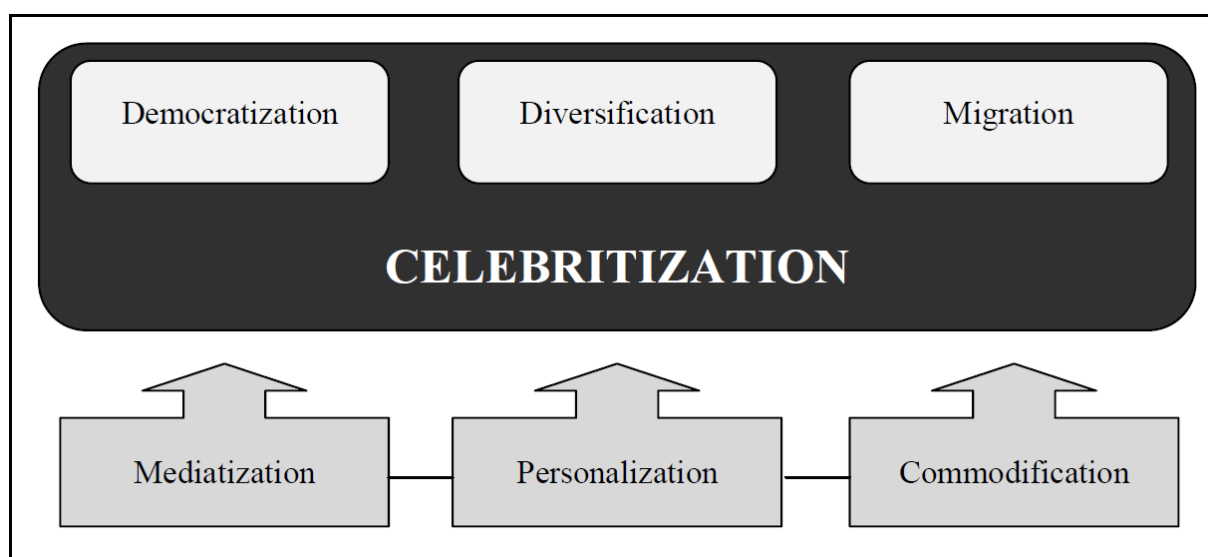 Democratization
Diversification
Migration
CELEBRITIZATION
Mediatization
Personalization
Commodification